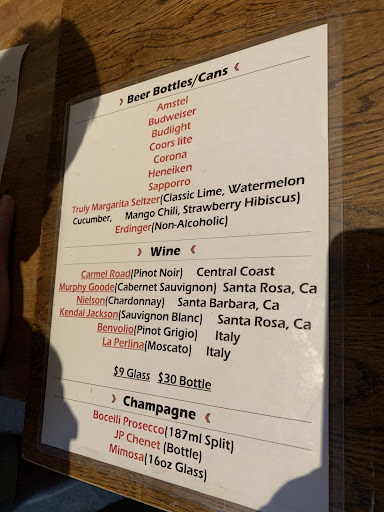 Beer Bottles/Cans
Amstel
Budweiser
Budlight
Coors lite
Corona
Heneiken
Sapporro
Truly Margarita Seltzer(Classic Lime, Watermelon
Cucumber, Mango Chili, Strawberry Hibiscus)
Erdinger(Non-Alcoholic)
Wine
Carmel Road(Pinot Noir) Central Coast
Murphy Goode(Cabernet Sauvignon) Santa Rosa, Ca
Nielson(Chardonnay) Santa Barbara, Ca
Kendal Jackson(Sauvignon Blanc) Santa Rosa, Ca
Benvolio(Pinot Grigio) Italy
La Perlina(Moscato) Italy
$9 Glass $30 Bottle
Champagne
Bocelli Prosecco(187ml Split)
JP Chenet (Bottle)
Mimosa(16oz Glass)